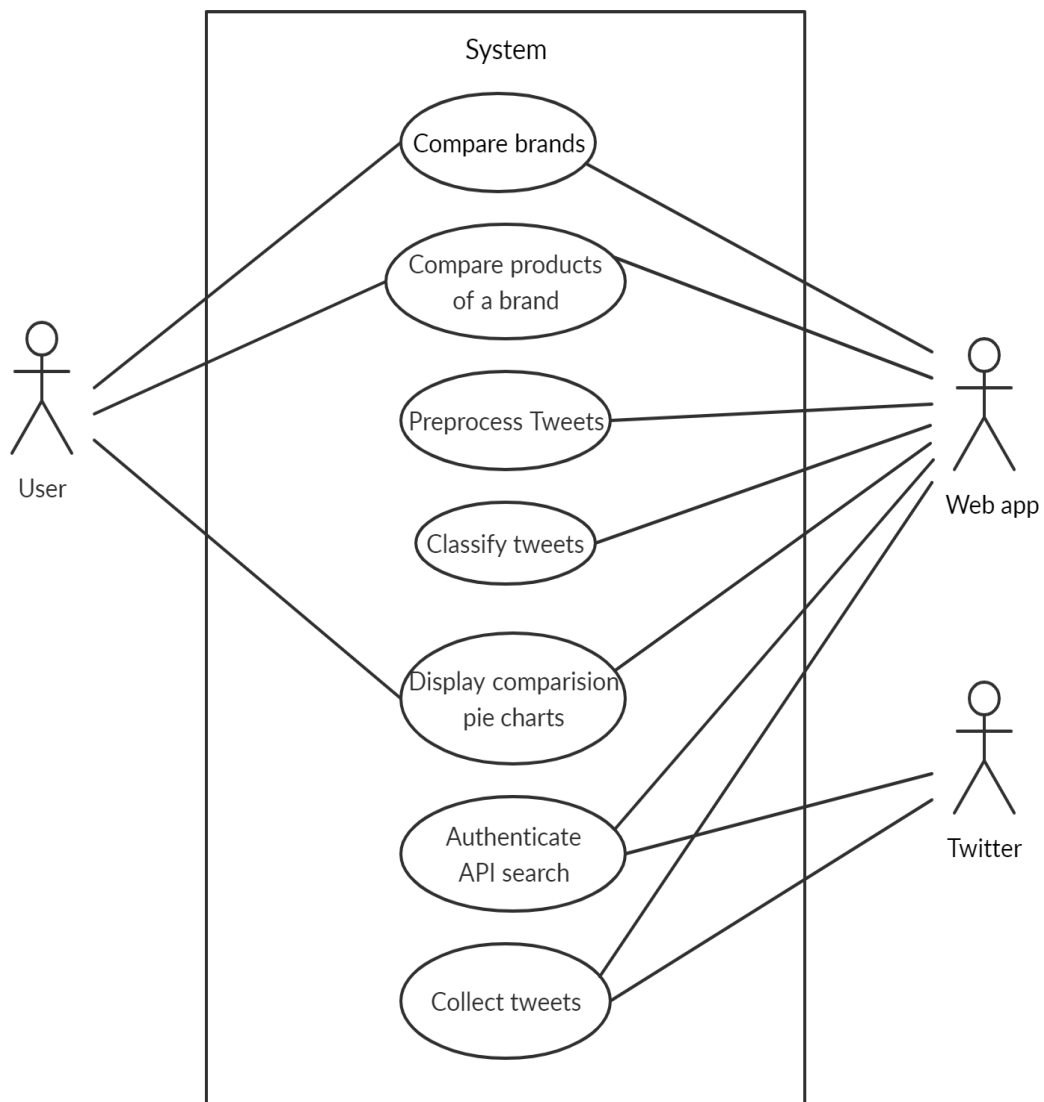 System
Compare brands
Compare products
of a brand
Preprocess Tweets
Classify tweets
Display comparision
pie charts
Authenticate
API search
Collect tweets
User
Web app
Twitter